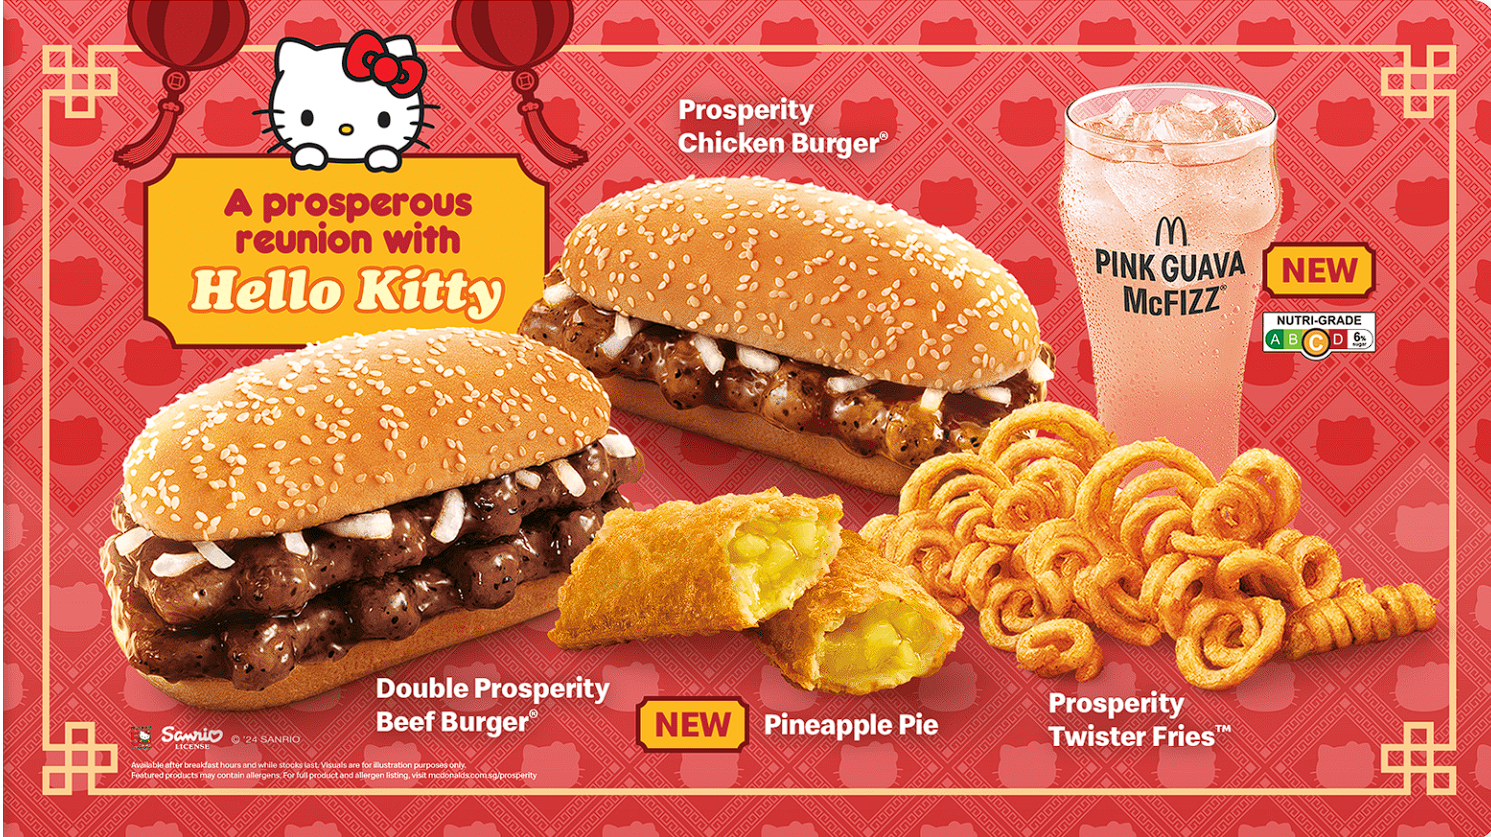 A prosperous
reunion with
Hello Kitty
Prosperity
Chicken Burger®
PINK GUAVA
McFIZZ®
NEW
NUTRI-GRADE
A B C D 6%
sugar
Double Prosperity
Beef Burger®
NEW
Pineapple Pie
Prosperity
Twister Fries™
Sanrio
LICENSE
© '24 SANRIO
Available after breakfast hours and while stocks last. Visuals are for illustration purposes only.
Featured products may contain allergens. For full product and allergen listing, visit mcdonalds.com.sg/prosperity